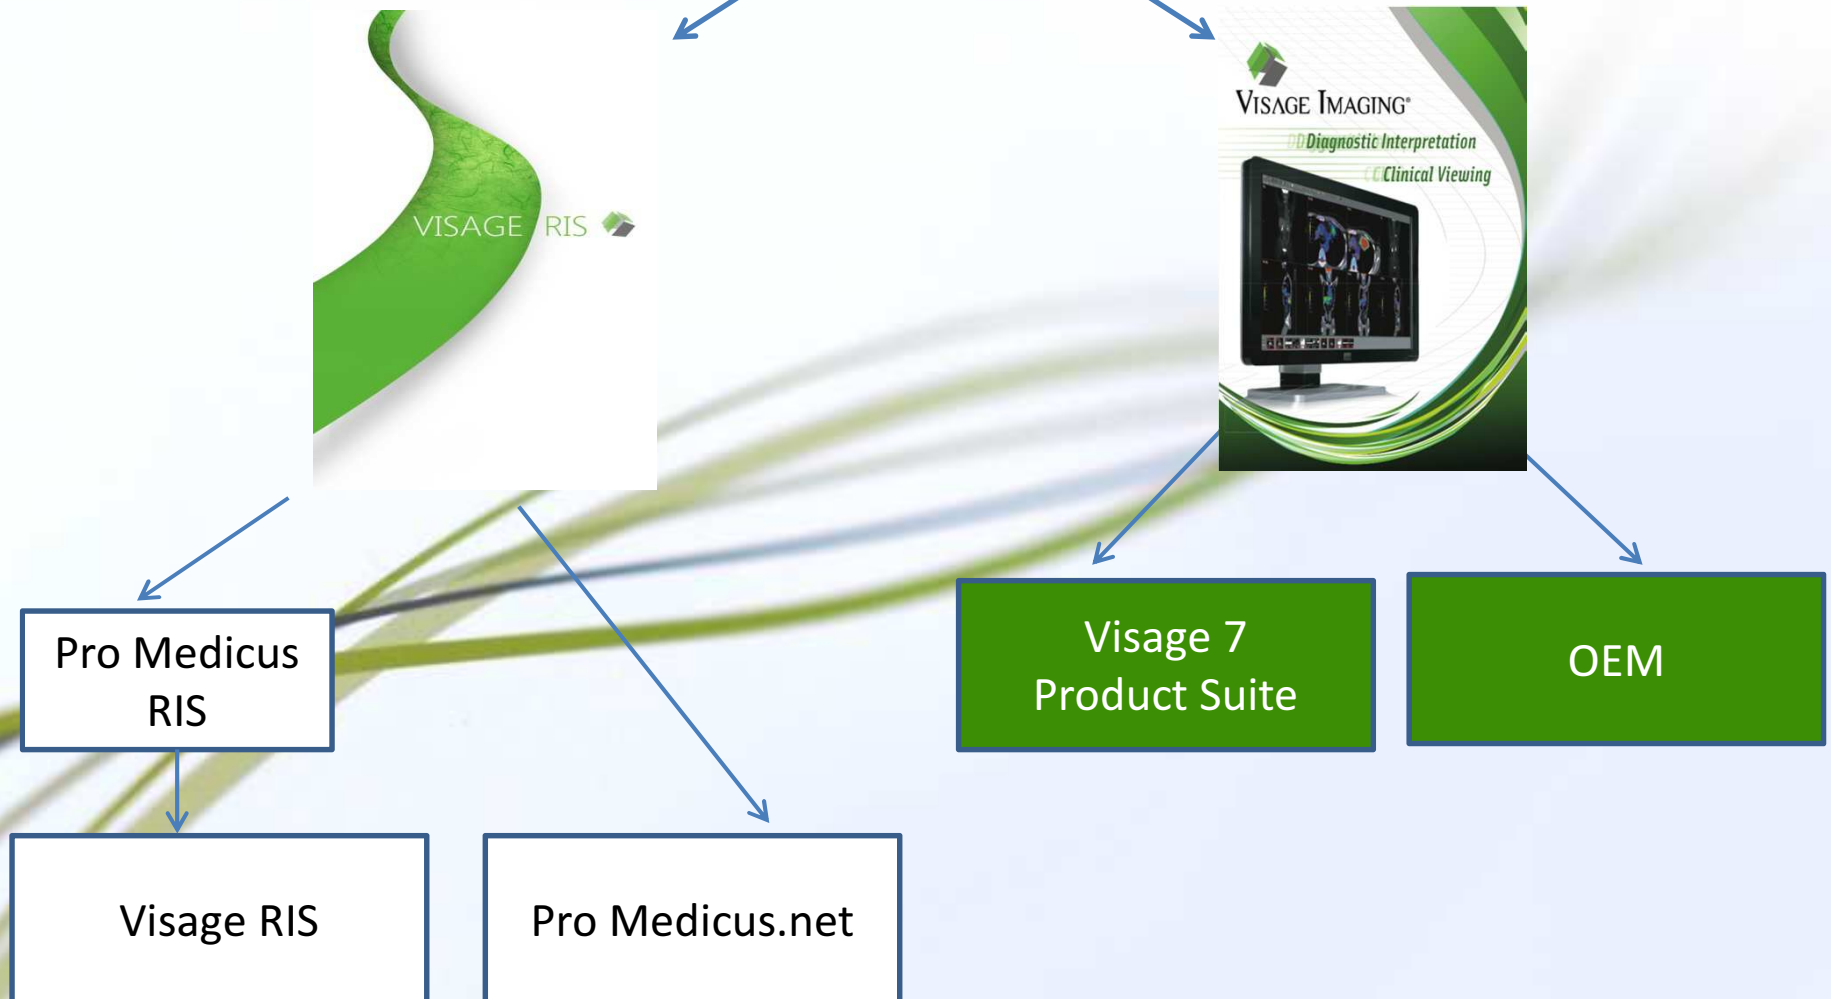 VISAGE RIS
VISAGE IMAGING®
Diagnostic Interpretation
Clinical Viewing
Pro Medicus
RIS
Visage 7
Product Suite
OEM
Visage RIS
Pro Medicus.net